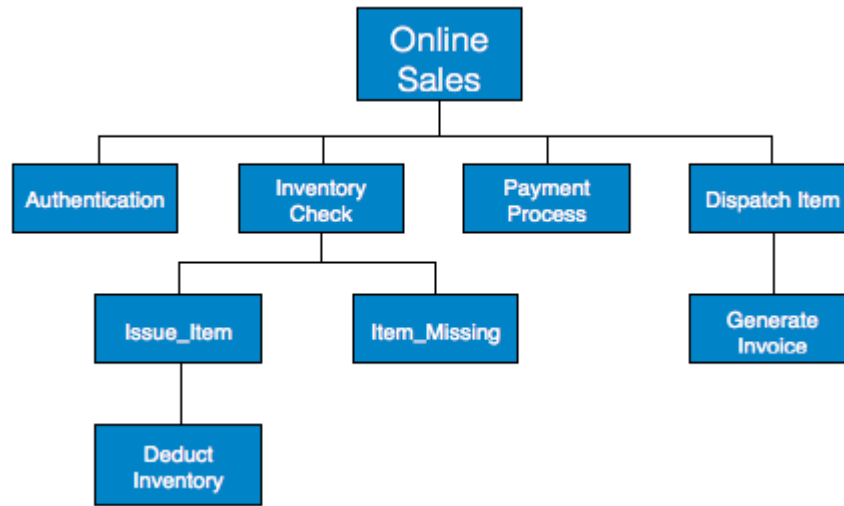 Online
Sales
Authentication
Inventory
Check
Payment
Process
Dispatch Item
Issue_Item
Item_Missing
Generate
Invoice
Deduct
Inventory